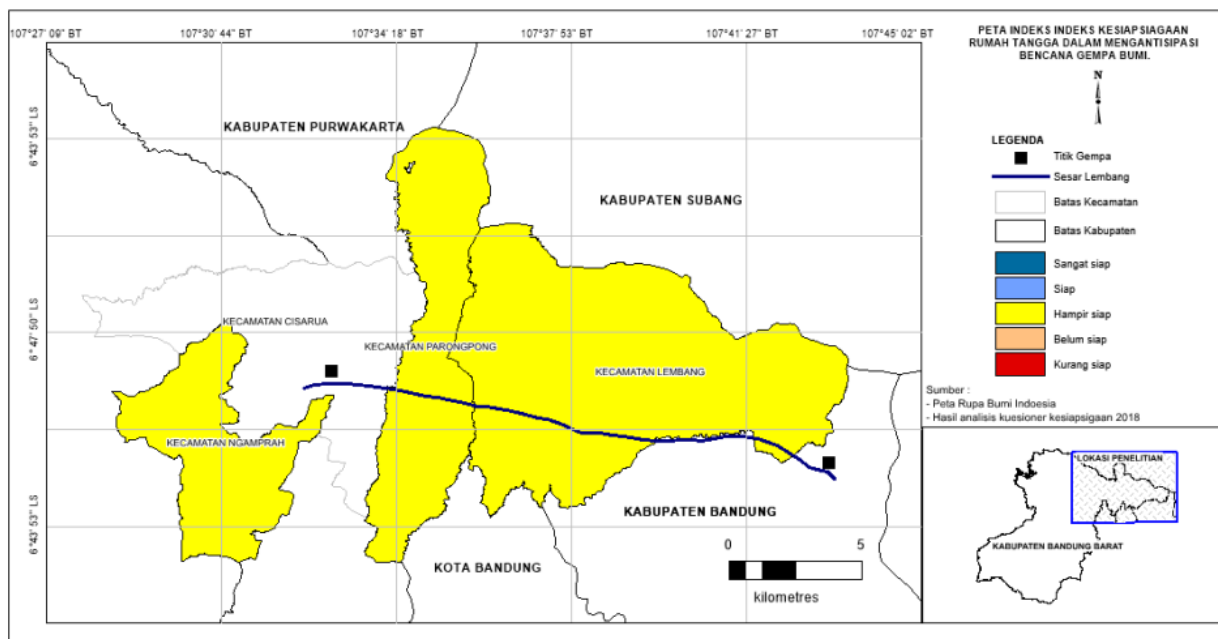 107°27' 09" BT
107°30' 44" BT
107°34' 18" BT
107°37' 53" BT
107°41' 27" BT
107°45' 02" BT
6°43' 53" LS
6°47' 50" LS
6°43' 53" LS
KABUPATEN PURWAKARTA
KABUPATEN SUBANG
KECAMATAN CISARUA
KECAMATAN PARONGPONG
KECAMATAN LEMBANG
KECAMATAN NGAMPRAH
KABUPATEN BANDUNG
KOTA BANDUNG
0 5
kilometres
PETA INDEKS INDEKS KESIAPSIAGAAN
RUMAH TANGGA DALAM MENGANTISIPASI
BENCANA GEMPA BUMI.
N
LEGENDA
Titik Gempa
Sesar Lembang
Batas Kecamatan
Batas Kabupaten
Sangat siap
Siap
Hampir siap
Belum siap
Kurang siap
Sumber :
- Peta Rupa Bumi Indoesia
- Hasil analisis kuesioner kesiapsigaan 2018
*LOKASI PENELITIAN
KABUPATEN BANDUNG BARAT